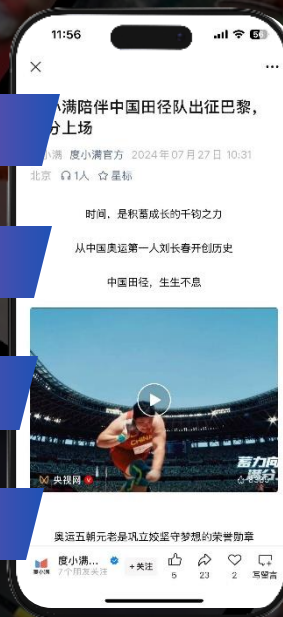 11:56
小满陪伴中国田径队出征巴黎，
分上场
度小满官方 2024年07月27日 10:31
北京 1人 星标
时间，是积蓄成长的千钧之力
从中国奥运第一人刘长春开创历史
中国田径，生生不息
CHINA
蓄力向
满分
央视网
奥运五朝元老是巩立姣坚守梦想的荣誉勋章
度小满...
7个朋友关注
+关注
5
23
2
写留言